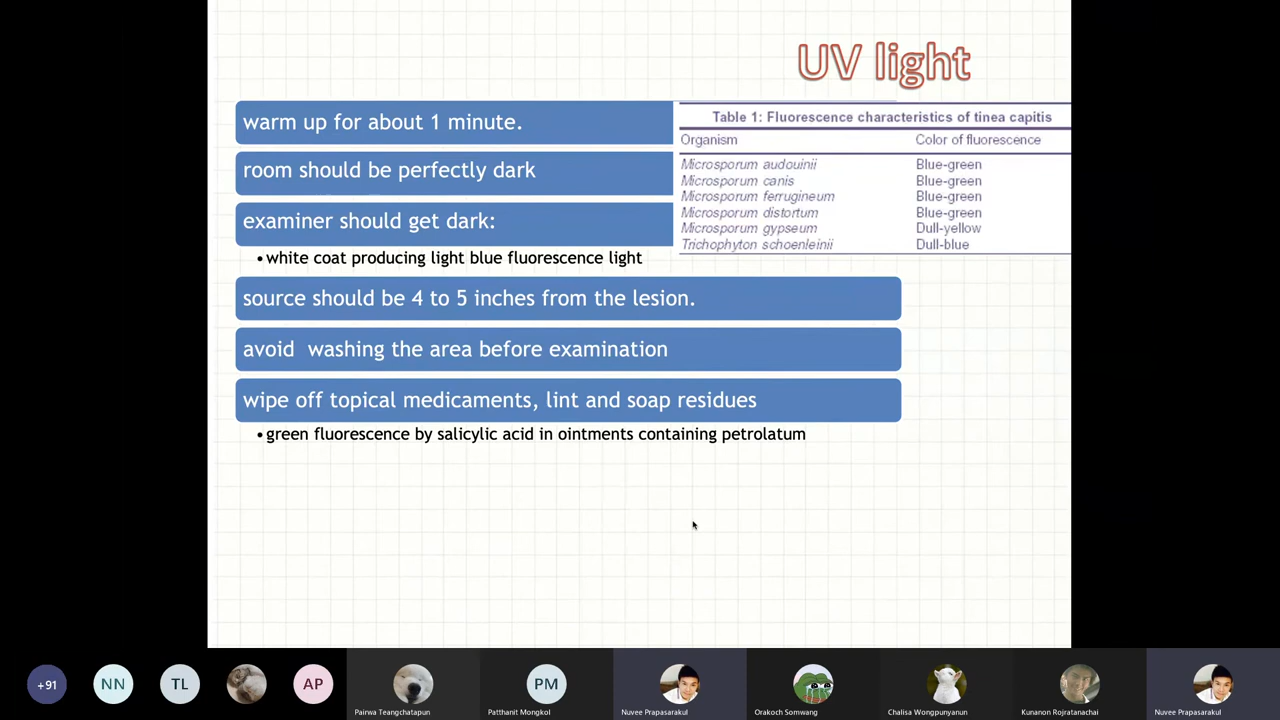 UV light
warm up for about 1 minute.
room should be perfectly dark
examiner should get dark:
• white coat producing light blue fluorescence light
source should be 4 to 5 inches from the lesion.
avoid washing the area before examination
wipe off topical medicaments, lint and soap residues
• green fluorescence by salicylic acid in ointments containing petrolatum
Table 1: Fluorescence characteristics of tinea capitis
Organism Color of fluorescence
Microsporum audouinii Blue-green
Microsporum canis Blue-green
Microsporum ferrugineum Blue-green
Microsporum distortum Blue-green
Microsporum gypseum Dull-yellow
Trichophyton schoenleinii Dull-blue
+91 NN TL AP PM
Pairwa Teangchatapun Patthanit Mongkol Nuvee Prapasarakul Orakoch Somwang Chalisa Wongpunyanun Kunanon Rojratanachai Nuvee Prapasarakul